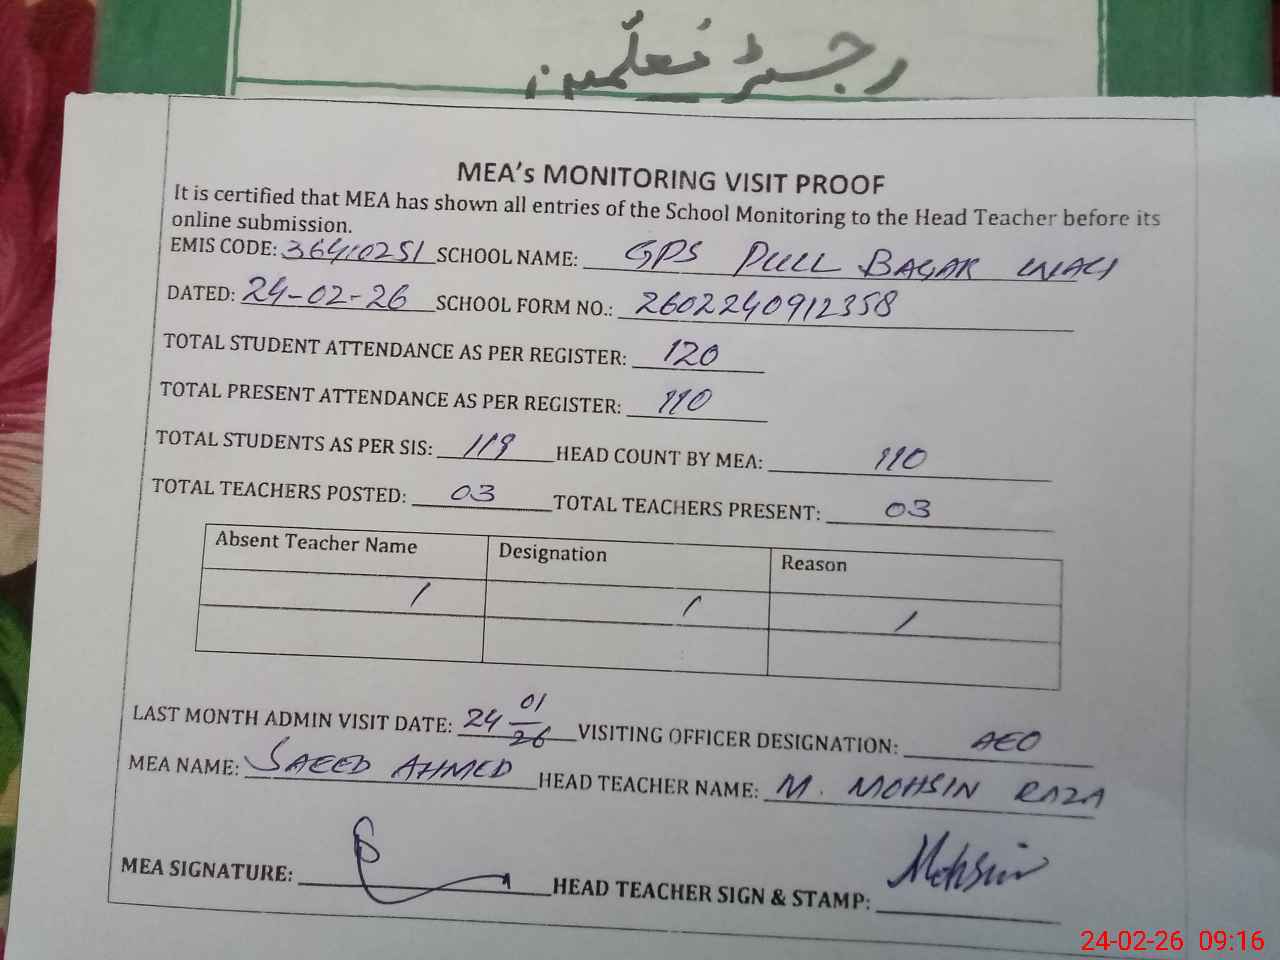 رجسٹر معلمین
MEA's MONITORING VISIT PROOF
It is certified that MEA has shown all entries of the School Monitoring to the Head Teacher before its
online submission.
EMIS CODE: 36410251 SCHOOL NAME: GPS PULL BAGAR WALI
DATED: 24-02-26 SCHOOL FORM NO.: 2602240912358
TOTAL STUDENT ATTENDANCE AS PER REGISTER: 120
TOTAL PRESENT ATTENDANCE AS PER REGISTER: 110
TOTAL STUDENTS AS PER SIS: 119 HEAD COUNT BY MEA: 110
TOTAL TEACHERS POSTED: 03 TOTAL TEACHERS PRESENT: 03
Absent Teacher Name Designation Reason
/ / /
LAST MONTH ADMIN VISIT DATE: 24 01/26 VISITING OFFICER DESIGNATION: AEO
MEA NAME: SAEED AHMED HEAD TEACHER NAME: M. MOHSIN RAZA
MEA SIGNATURE: HEAD TEACHER SIGN & STAMP: Mohsin
24-02-26 09:16